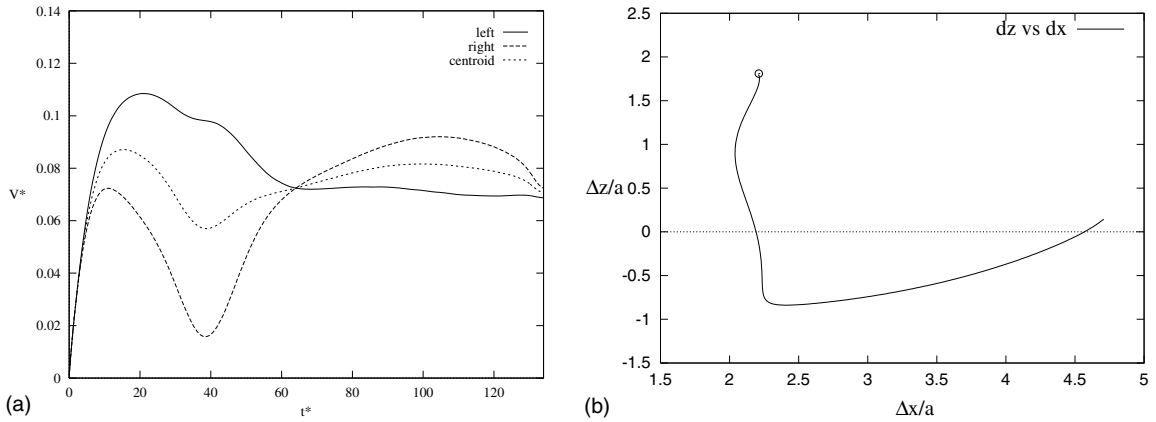 0.14
0.12
0.1
0.08
V*
0.06
0.04
0.02
0
0 20 40 60 80 100 120
t*
left
right
centroid
(a)
2.5
2
1.5
1
Δz/a 0.5
0
-0.5
-1
-1.5
1.5 2 2.5 3 3.5 4 4.5 5
Δx/a
dz vs dx
(b)